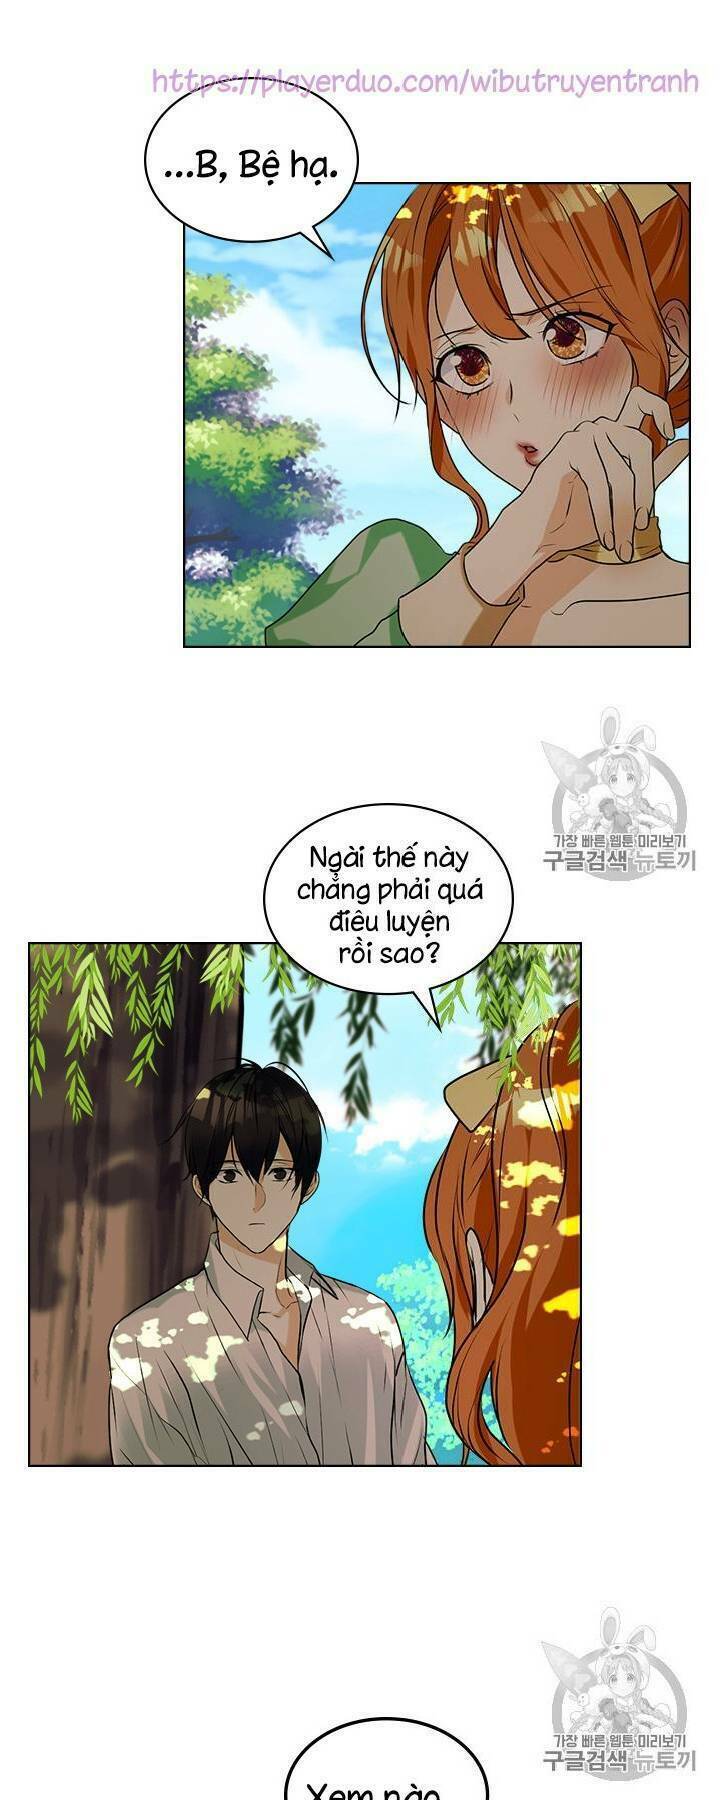 https://playerduo.com/wibutruyentranh
...B, Bệ hạ.
가장 빠른 웹툰 미리보기
구글검색 뉴토끼
Ngài thế này
chẳng phải quá
điêu luyện
rồi sao?
가장 빠른 웹툰 미리보기
구글검색 뉴토끼
Xem nào